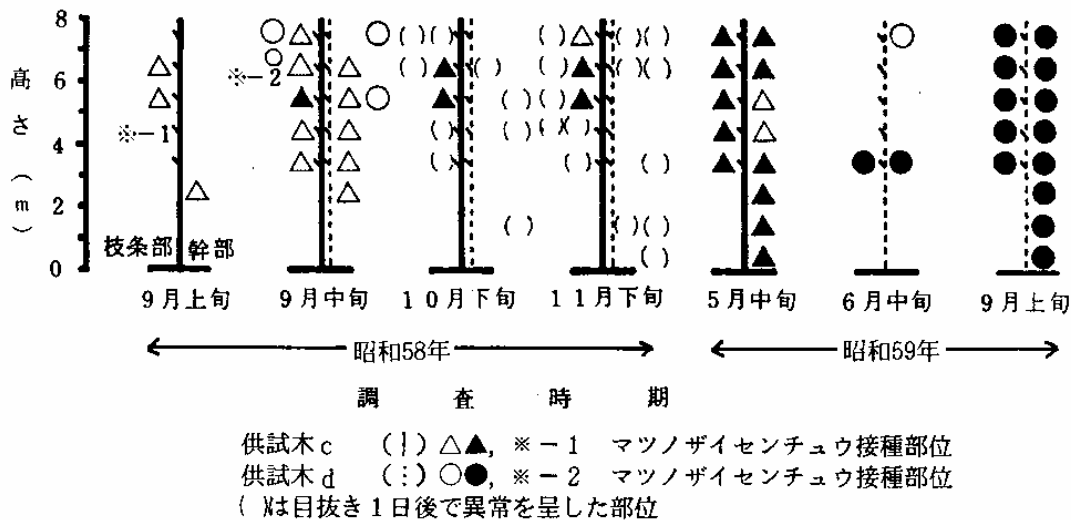 高さ(m)
8
6
4
2
0
※-1
※-2
枝条部 幹部
9月上旬 9月中旬 10月下旬 11月下旬 5月中旬 6月中旬 9月上旬
昭和58年 昭和59年
調査時期
供試木c (|) △▲, ※-1 マツノザイセンチュウ接種部位
供試木d (⋮) ○●, ※-2 マツノザイセンチュウ接種部位
( )は目抜き1日後で異常を呈した部位